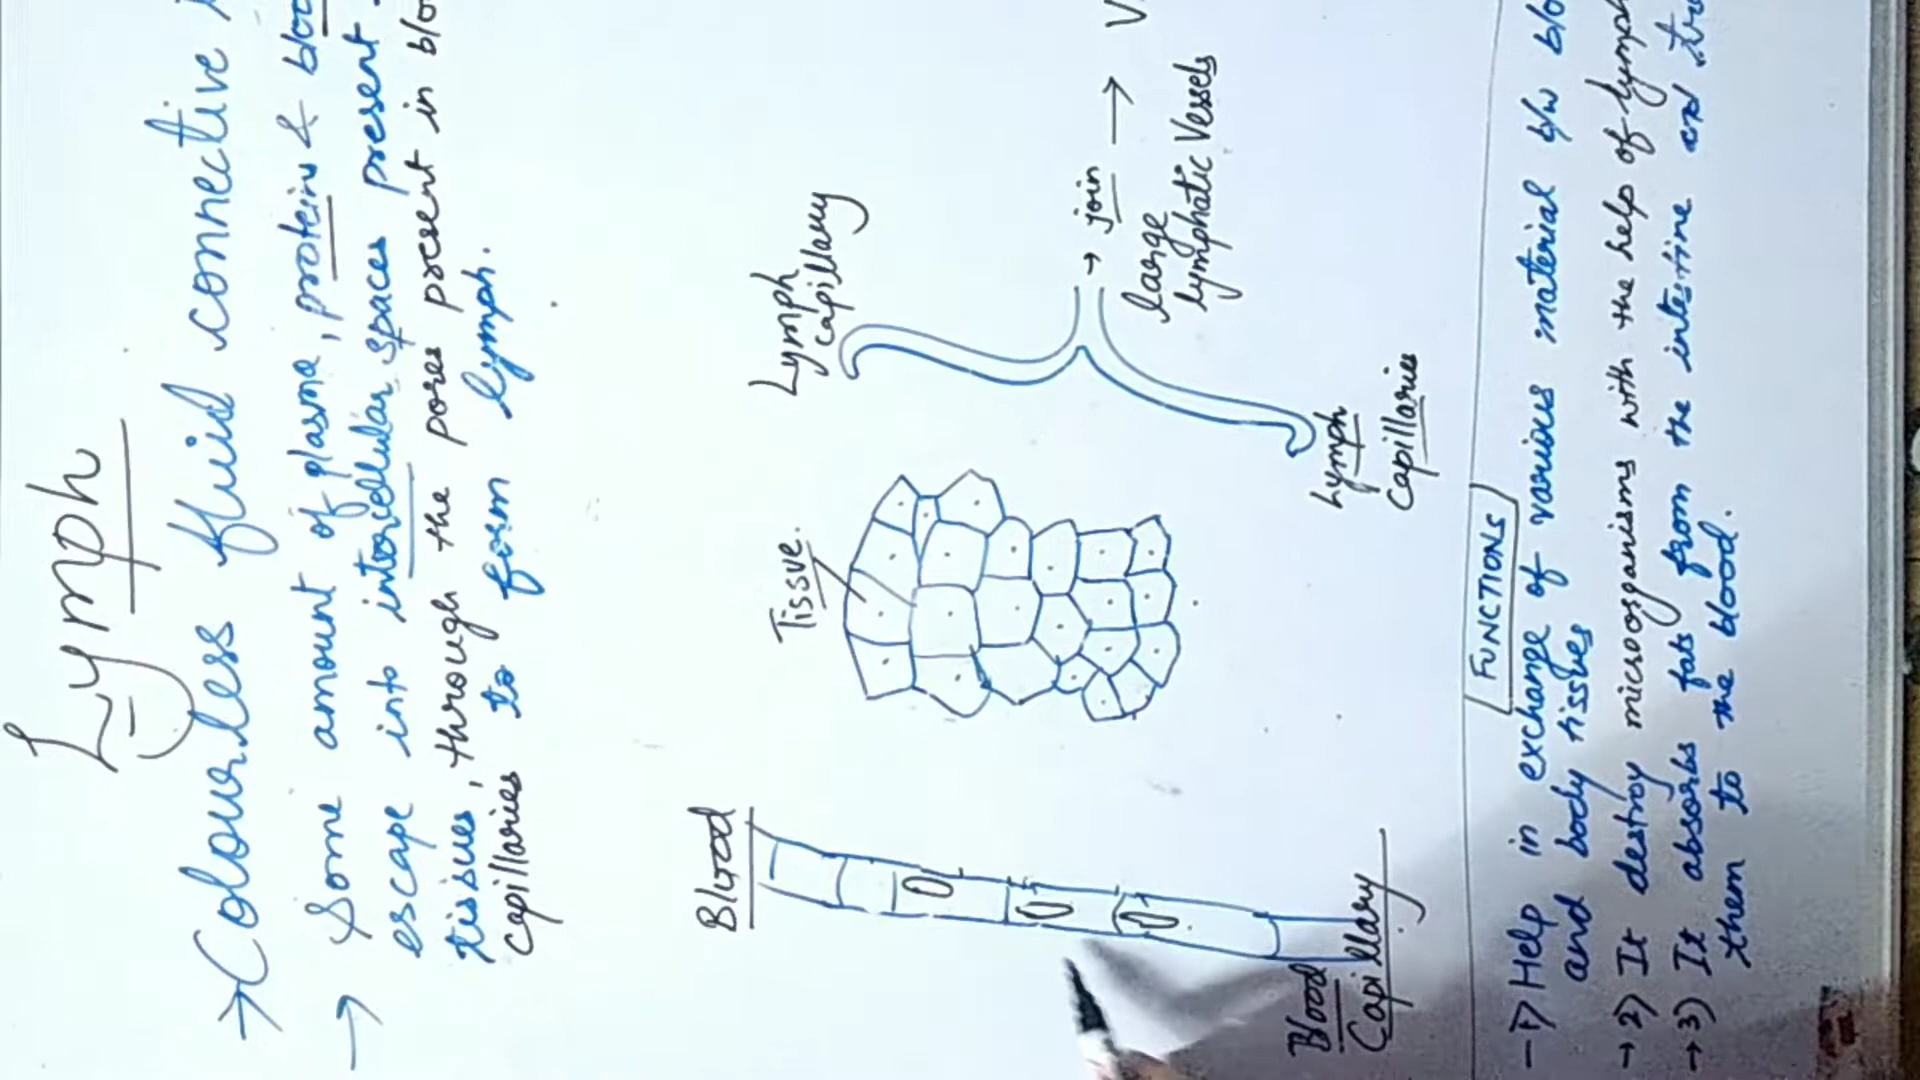 Lymph
→ Colourless fluid connective
→ Some amount of plasma, proteins & bloo
escape into intercellular spaces present
tissues, through the pores present in blo
capillaries to form lymph.
Blood
Tissue.
Lymph
Capillary
→ join →
large
lymphatic Vessels
Lymph
Capillaries
Blood
Capillary
FUNCTIONS
→ 1) Help in exchange of various material b/w blo
and body tissues
→ 2) It destroy microorganisms with the help of lymph
→ 3) It absorbs fats from the intestine and tra
them to the blood.